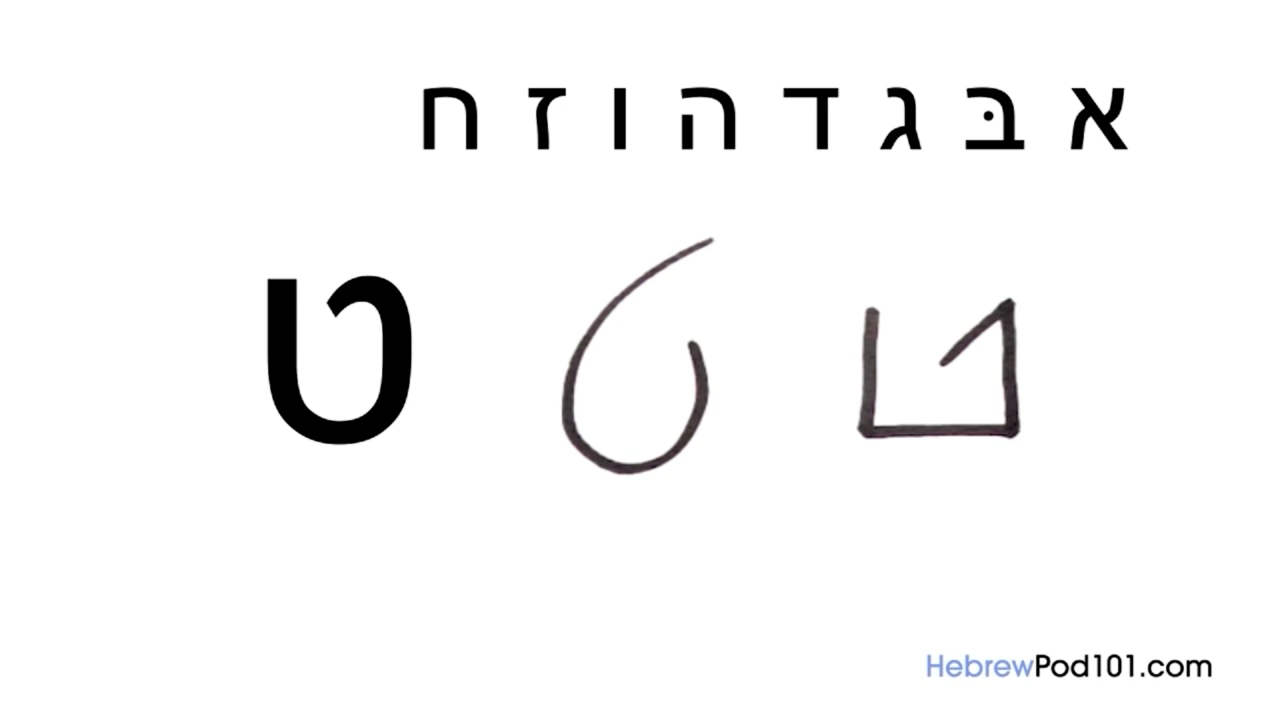 א בּ ג ד ה ו ז ח
ט ט ט
HebrewPod101.com